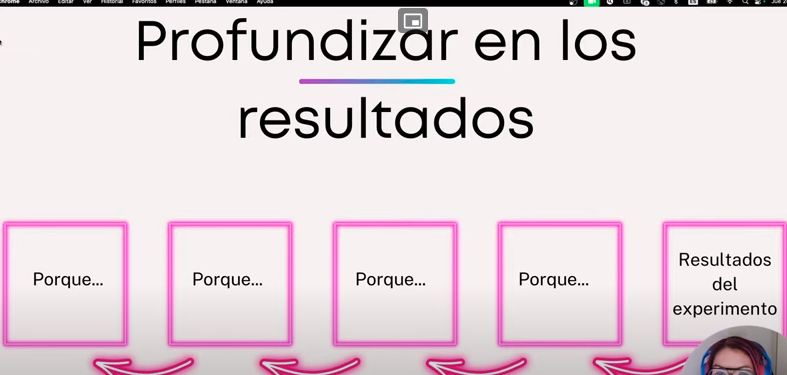 Chrome Archivo Editar Ver Historial Favoritos Perfiles Pestaña Ventana Ayuda
Profundizar en los
resultados
Porque...
Porque...
Porque...
Porque...
Resultados
del
experimento